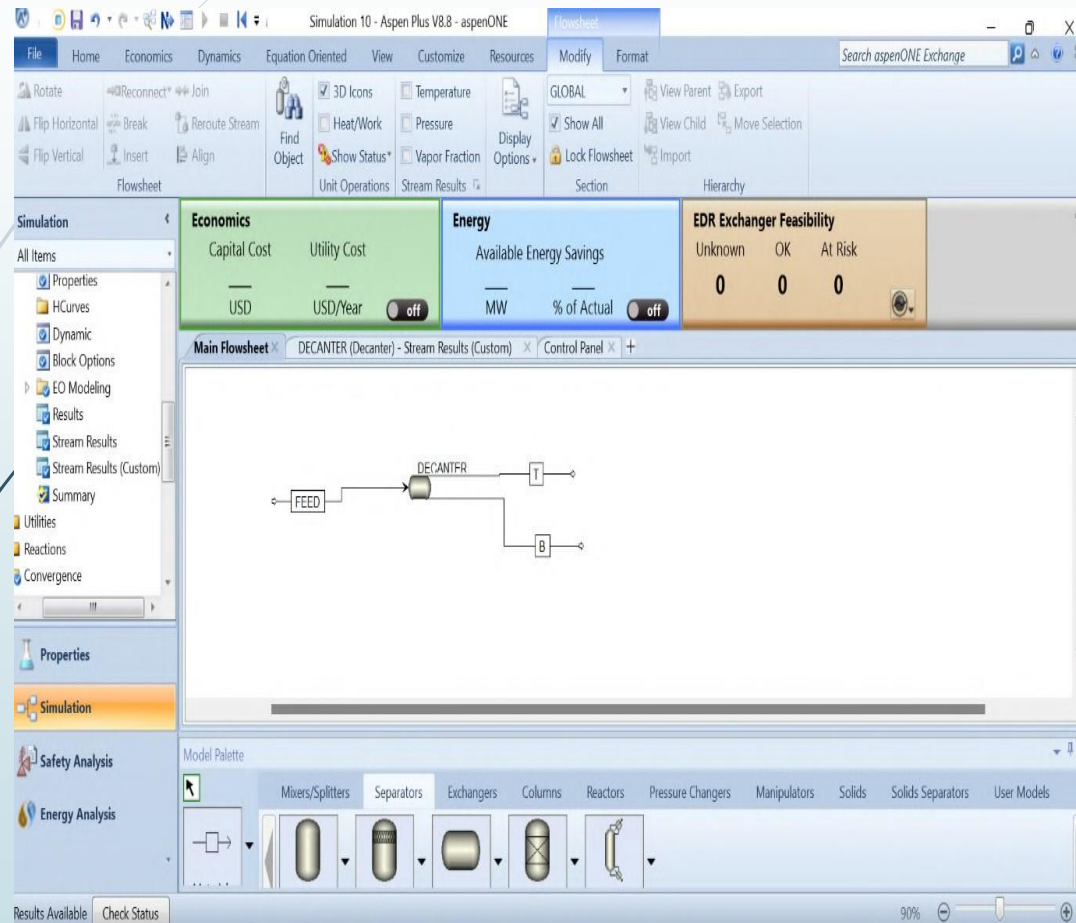 Simulation 10 - Aspen Plus V8.8 - aspenONE
Flowsheet
File Home Economics Dynamics Equation Oriented View Customize Resources Modify Format Search aspenONE Exchange
Rotate Reconnect Join
Flip Horizontal Break Reroute Stream
Flip Vertical Insert Align
Flowsheet
Find Object
3D Icons
Heat/Work
Show Status
Unit Operations
Temperature
Pressure
Vapor Fraction
Stream Results
Display Options
GLOBAL
Show All
Lock Flowsheet
Section
View Parent Export
View Child Move Selection
Import
Hierarchy
Simulation
All Items
Properties
HCurves
Dynamic
Block Options
EO Modeling
Results
Stream Results
Stream Results (Custom)
Summary
Utilities
Reactions
Convergence
Properties
Simulation
Safety Analysis
Energy Analysis
Economics
Capital Cost Utility Cost
USD USD/Year off
Energy
Available Energy Savings
MW % of Actual off
EDR Exchanger Feasibility
Unknown OK At Risk
0 0 0
Main Flowsheet DECANTER (Decanter) - Stream Results (Custom) Control Panel +
DECANTER
FEED
T
B
Model Palette
Mixers/Splitters Separators Exchangers Columns Reactors Pressure Changers Manipulators Solids Solids Separators User Models
Results Available Check Status 90%